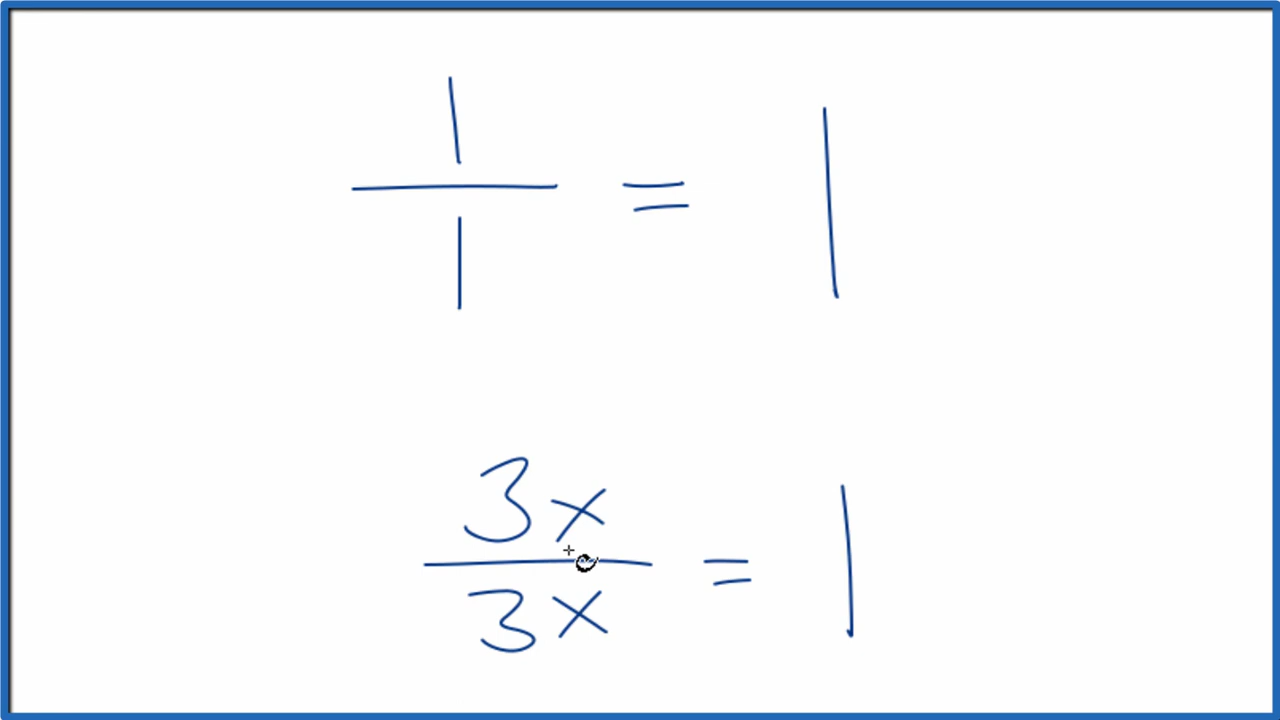 1/1 = 1
3x/3x = 1